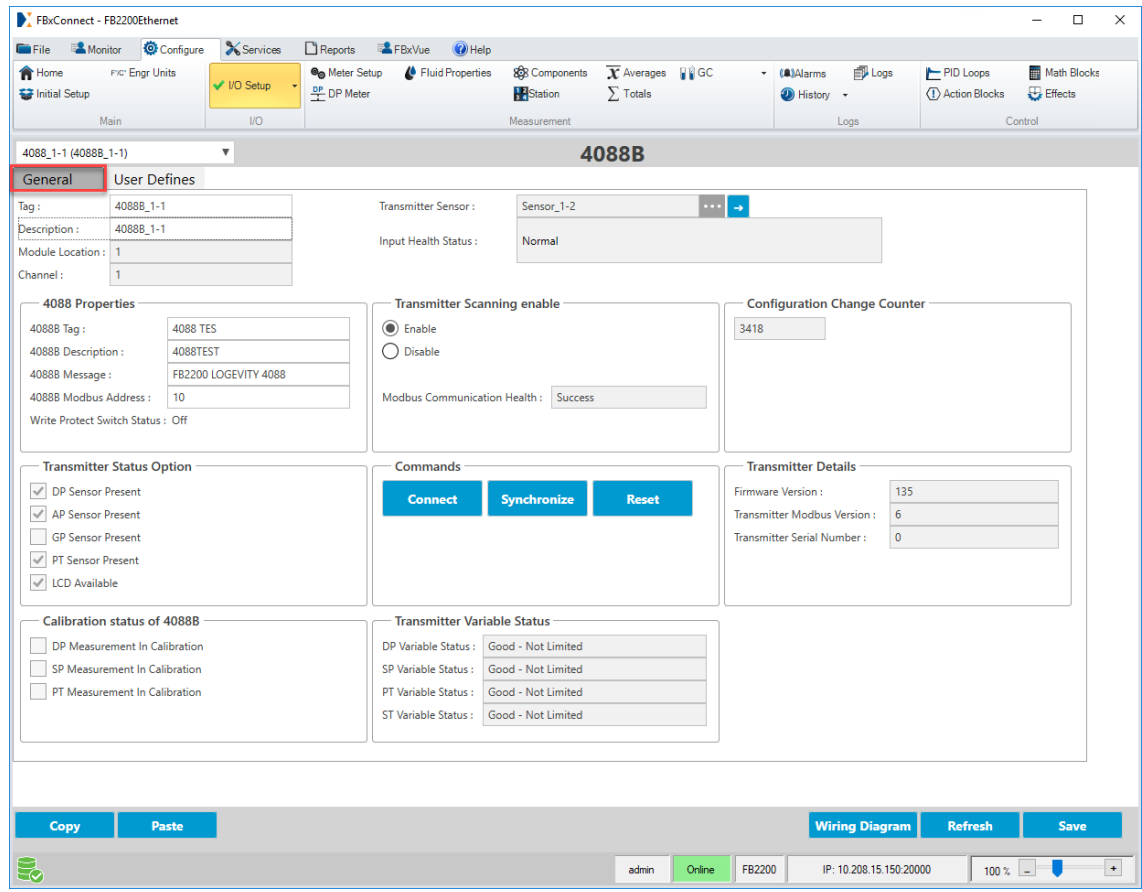 FBxConnect - FB2200Ethernet
File Monitor Configure Services Reports FBxVue Help
Home Engr Units I/O Setup Meter Setup Fluid Properties Components Averages GC Alarms Logs PID Loops Math Blocks
Initial Setup DP Meter Station Totals History Action Blocks Effects
Main I/O Measurement Logs Control
4088_1-1 (4088B_1-1) 4088B
General User Defines
Tag : 4088B_1-1 Transmitter Sensor : Sensor_1-2
Description : 4088B_1-1
Input Health Status : Normal
Module Location : 1
Channel : 1
4088 Properties Transmitter Scanning enable Configuration Change Counter
4088B Tag : 4088 TES Enable 3418
4088B Description : 4088TEST Disable
4088B Message : FB2200 LOGEVITY 4088
4088B Modbus Address : 10 Modbus Communication Health : Success
Write Protect Switch Status : Off
Transmitter Status Option Commands Transmitter Details
DP Sensor Present Connect Synchronize Reset Firmware Version : 135
AP Sensor Present Transmitter Modbus Version : 6
GP Sensor Present Transmitter Serial Number : 0
PT Sensor Present
LCD Available
Calibration status of 4088B Transmitter Variable Status
DP Measurement In Calibration DP Variable Status : Good - Not Limited
SP Measurement In Calibration SP Variable Status : Good - Not Limited
PT Measurement In Calibration PT Variable Status : Good - Not Limited
ST Variable Status : Good - Not Limited
Copy Paste Wiring Diagram Refresh Save
admin Online FB2200 IP: 10.208.15.150:20000 100 % - +